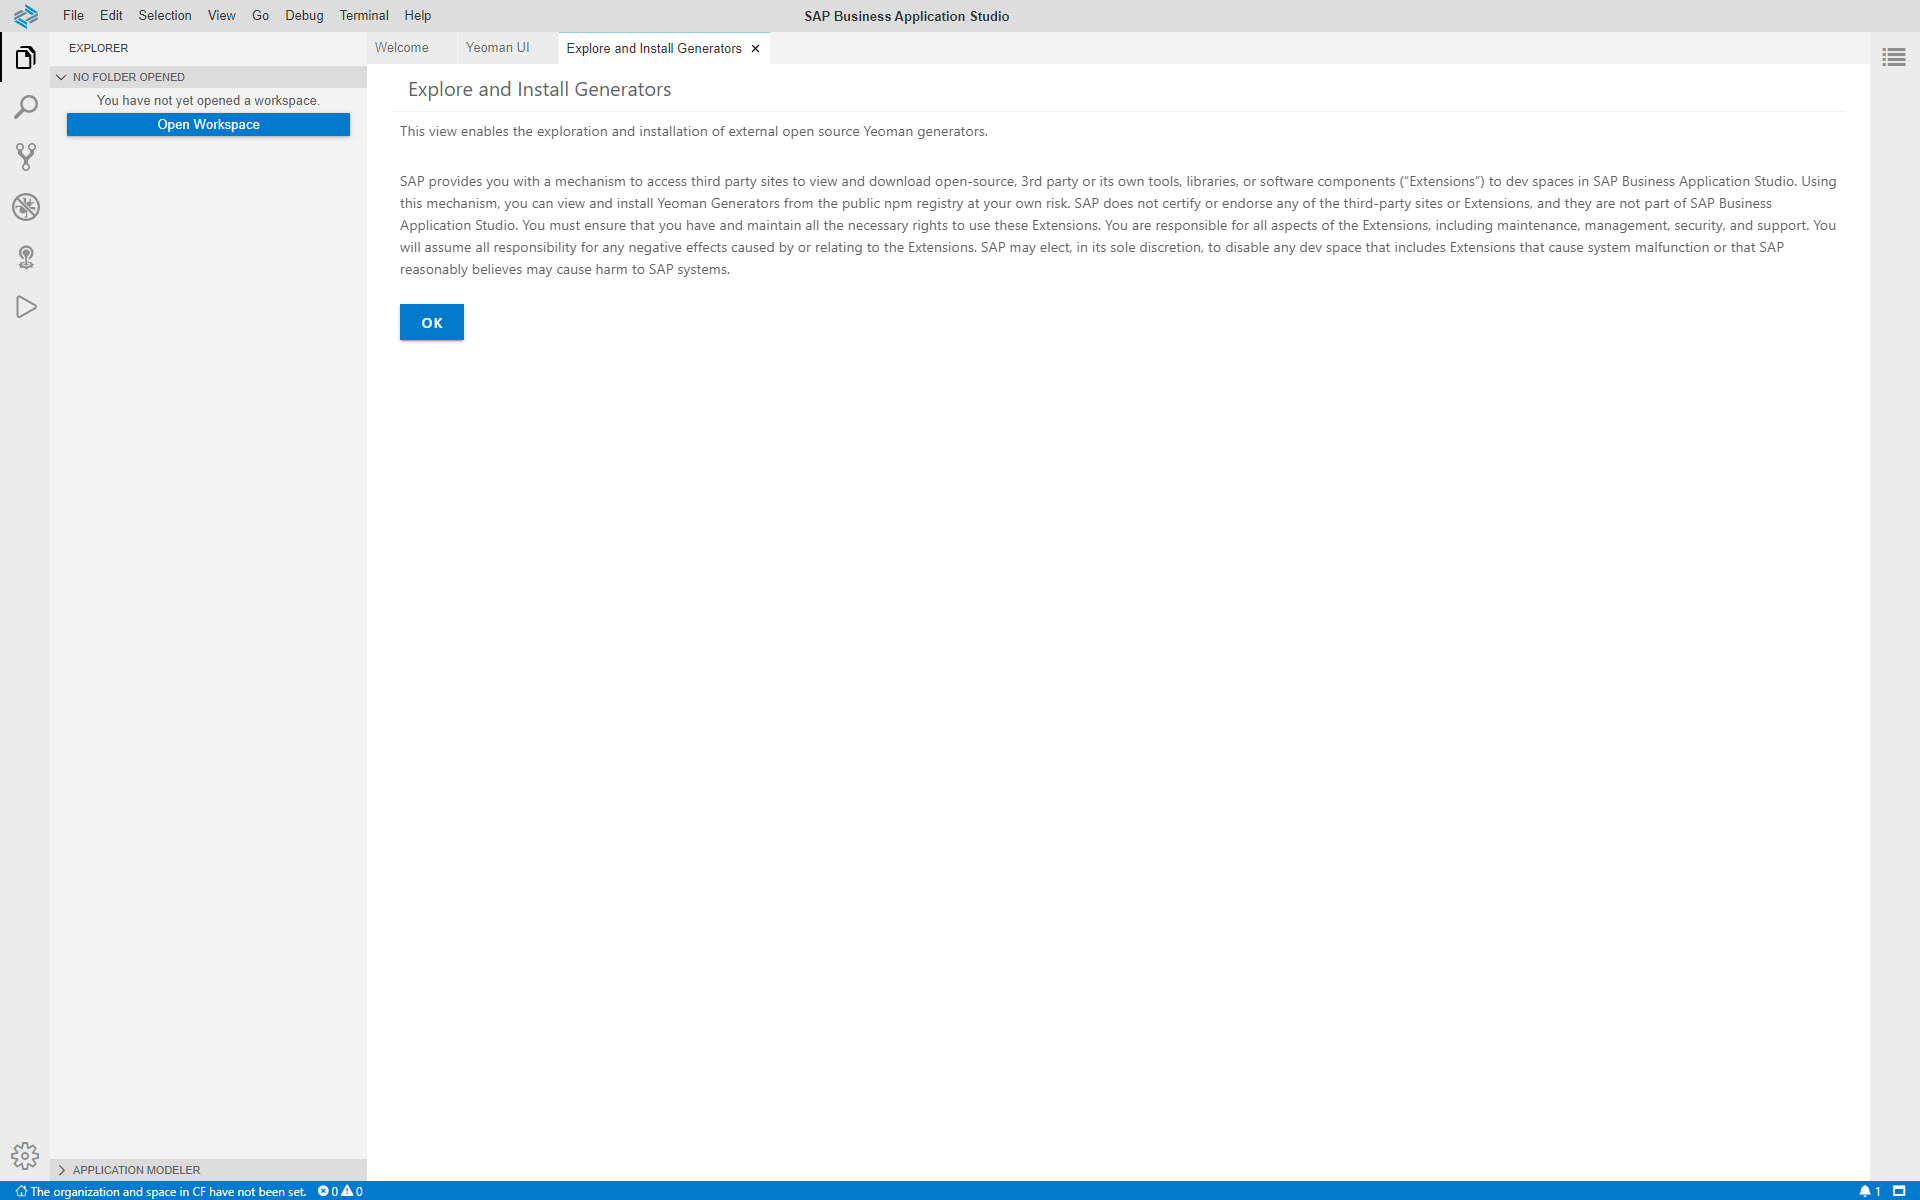 File Edit Selection View Go Debug Terminal Help
SAP Business Application Studio
EXPLORER
NO FOLDER OPENED
You have not yet opened a workspace.
Open Workspace
Welcome
Yeoman UI
Explore and Install Generators
Explore and Install Generators
This view enables the exploration and installation of external open source Yeoman generators.
SAP provides you with a mechanism to access third party sites to view and download open-source, 3rd party or its own tools, libraries, or software components (“Extensions”) to dev spaces in SAP Business Application Studio. Using
this mechanism, you can view and install Yeoman Generators from the public npm registry at your own risk. SAP does not certify or endorse any of the third-party sites or Extensions, and they are not part of SAP Business
Application Studio. You must ensure that you have and maintain all the necessary rights to use these Extensions. You are responsible for all aspects of the Extensions, including maintenance, management, security, and support. You
will assume all responsibility for any negative effects caused by or relating to the Extensions. SAP may elect, in its sole discretion, to disable any dev space that includes Extensions that cause system malfunction or that SAP
reasonably believes may cause harm to SAP systems.
OK
APPLICATION MODELER
The organization and space in CF have not been set. 0 0
1